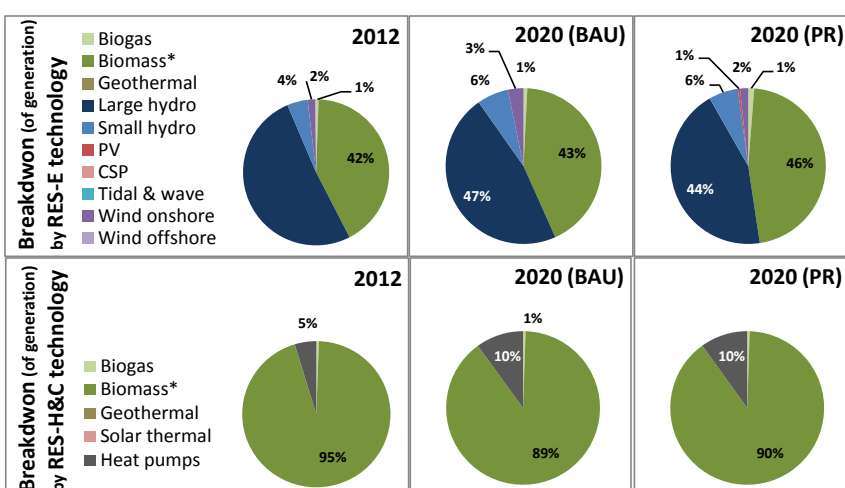 Breakdwon (of generation)
by RES-E technology
Biogas
Biomass*
Geothermal
Large hydro
Small hydro
PV
CSP
Tidal & wave
Wind onshore
Wind offshore
2012
4%
2%
1%
42%
2020 (BAU)
3%
1%
6%
43%
47%
2020 (PR)
1%
2%
1%
6%
46%
44%
Breakdwon (of generation)
by RES-H&C technology
Biogas
Biomass*
Geothermal
Solar thermal
Heat pumps
2012
5%
95%
2020 (BAU)
1%
10%
89%
2020 (PR)
10%
90%